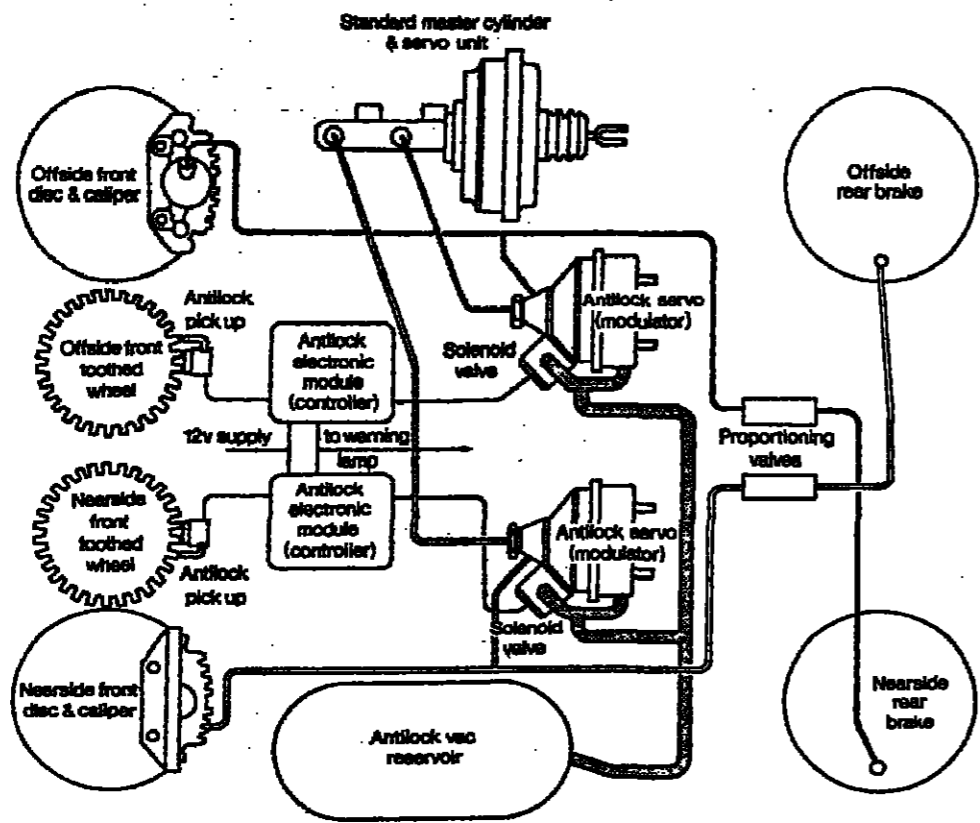 Standard master cylinder
& servo unit
Offside front
disc & caliper
Offside
rear brake
Antilock
pick up
Offside front
toothed
wheel
Antilock
electronic
module
(controller)
Solenoid
valve
Antilock servo
(modulator)
12v supply
to warning
lamp
Proportioning
valves
Nearside
front
toothed
wheel
Antilock
pick up
Antilock
electronic
module
(controller)
Antilock servo
(modulator)
Solenoid
valve
Nearside front
disc & caliper
Antilock vac
reservoir
Nearside
rear
brake